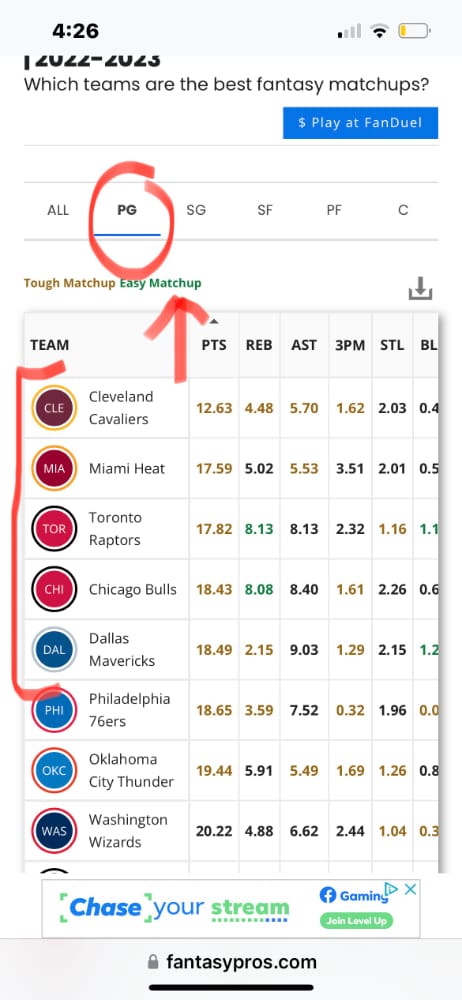 4:26
| 2022-2023
Which teams are the best fantasy matchups?
$ Play at FanDuel
ALL PG SG SF PF C
Tough Matchup Easy Matchup
TEAM PTS REB AST 3PM STL BL
CLE Cleveland Cavaliers 12.63 4.48 5.70 1.62 2.03 0.4
MIA Miami Heat 17.59 5.02 5.53 3.51 2.01 0.5
TOR Toronto Raptors 17.82 8.13 8.13 2.32 1.16 1.1
CHI Chicago Bulls 18.43 8.08 8.40 1.61 2.26 0.6
DAL Dallas Mavericks 18.49 2.15 9.03 1.29 2.15 1.2
PHI Philadelphia 76ers 18.65 3.59 7.52 0.32 1.96 0.0
OKC Oklahoma City Thunder 19.44 5.91 5.49 1.69 1.26 0.8
WAS Washington Wizards 20.22 4.88 6.62 2.44 1.04 0.3
Chase your stream
Gaming
Join Level Up
fantasypros.com